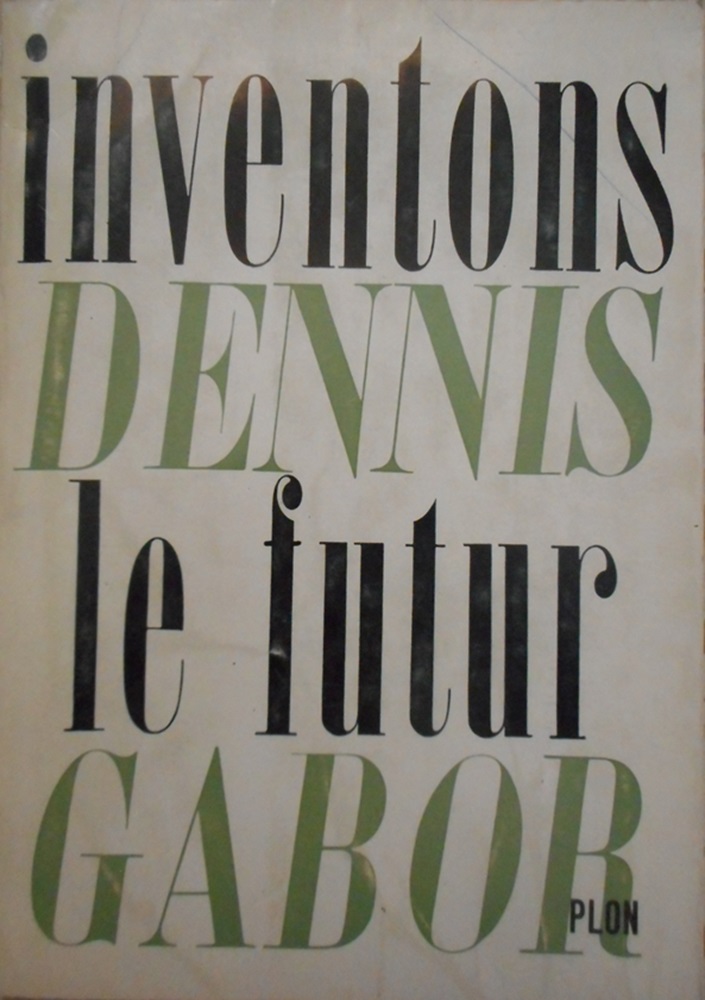 inventons
DENNIS
le futur
GABOR
PLON